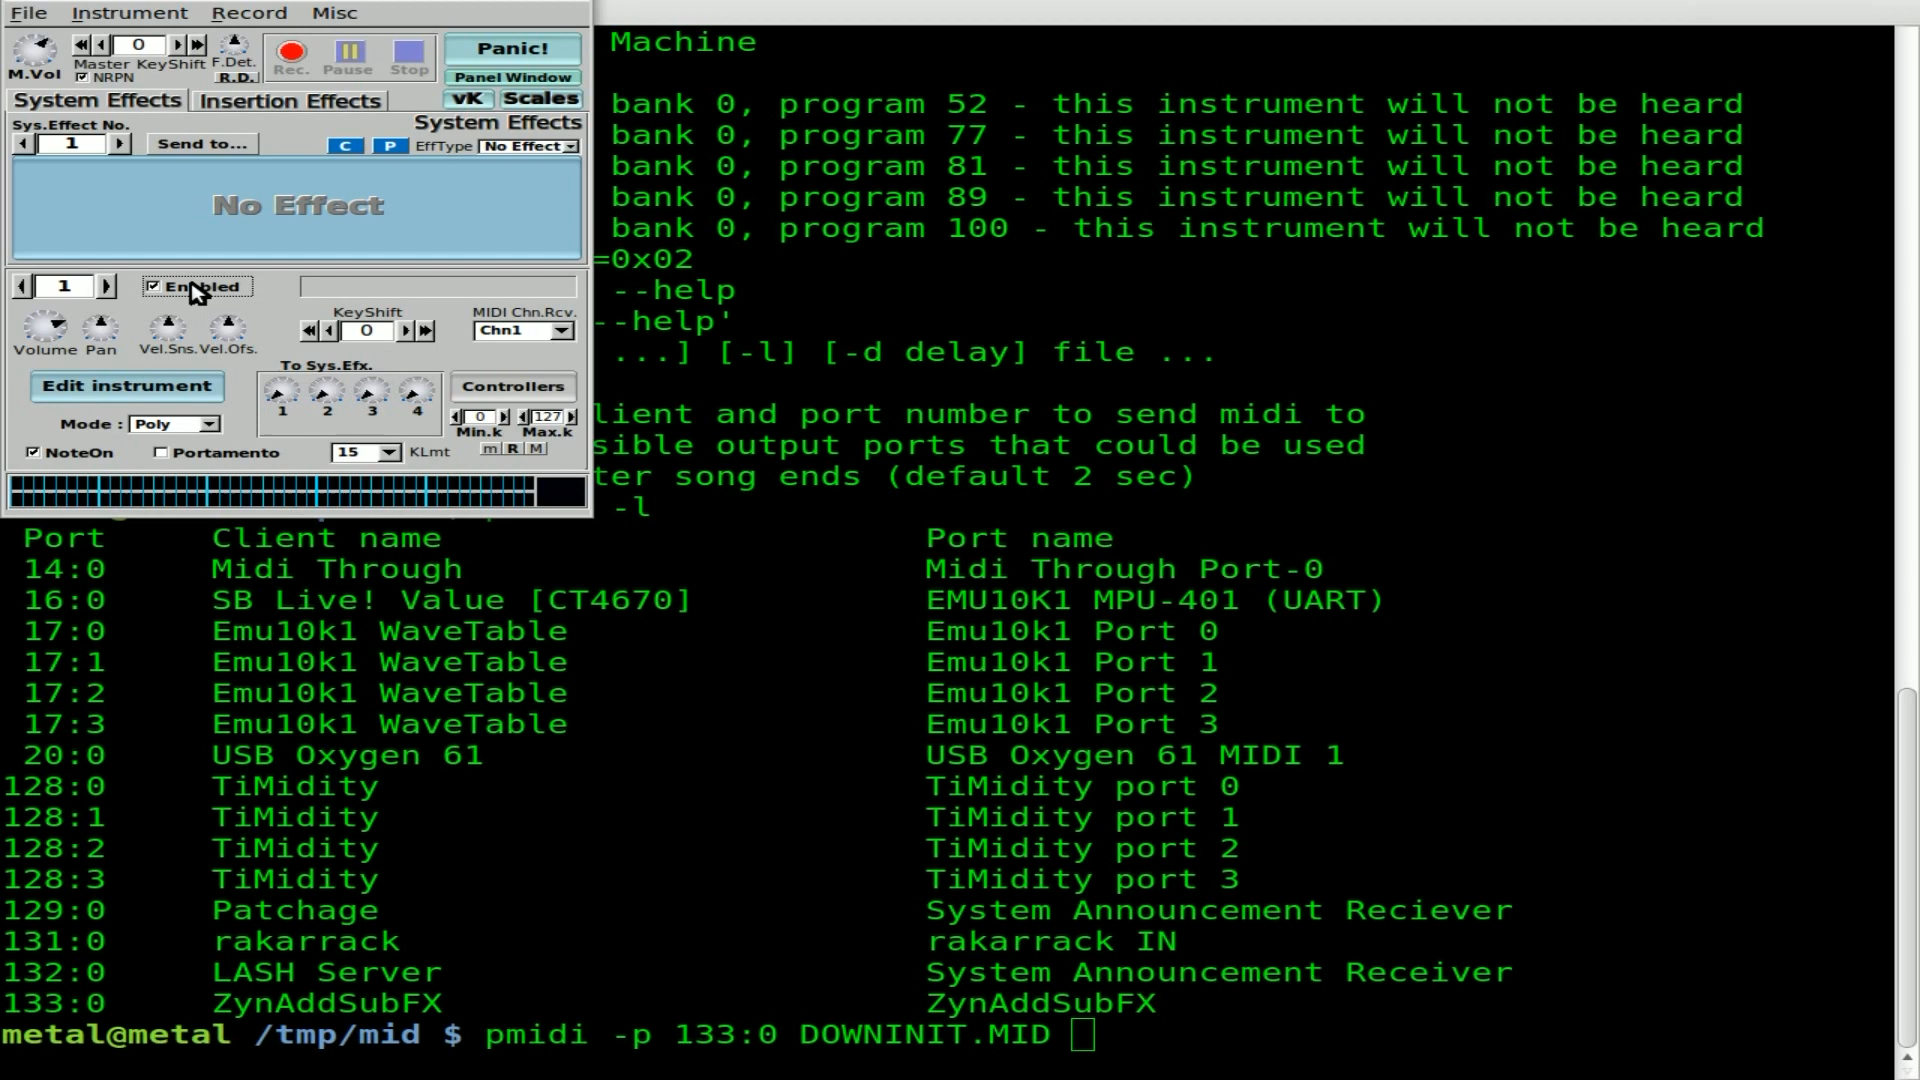 File Instrument Record Misc
0
M.Vol Master KeyShift F.Det.
NRPN R.D.
Rec. Pause Stop
Panic!
Panel Window
vK Scales
System Effects Insertion Effects
Sys.Effect No. System Effects
1 Send to... C P EffType No Effect
No Effect
1 Enabled
KeyShift MIDI Chn.Rcv.
0 Chn1
Volume Pan Vel.Sns. Vel.Ofs.
To Sys.Efx.
Edit instrument Controllers
1 2 3 4
0 127
Mode : Poly Min.k Max.k
NoteOn Portamento 15 KLmt m R M
Machine
bank 0, program 52 - this instrument will not be heard
bank 0, program 77 - this instrument will not be heard
bank 0, program 81 - this instrument will not be heard
bank 0, program 89 - this instrument will not be heard
bank 0, program 100 - this instrument will not be heard
=0x02
--help
--help'
...] [-l] [-d delay] file ...
lient and port number to send midi to
sible output ports that could be used
ter song ends (default 2 sec)
-l
Port Client name Port name
14:0 Midi Through Midi Through Port-0
16:0 SB Live! Value [CT4670] EMU10K1 MPU-401 (UART)
17:0 Emu10k1 WaveTable Emu10k1 Port 0
17:1 Emu10k1 WaveTable Emu10k1 Port 1
17:2 Emu10k1 WaveTable Emu10k1 Port 2
17:3 Emu10k1 WaveTable Emu10k1 Port 3
20:0 USB Oxygen 61 USB Oxygen 61 MIDI 1
128:0 TiMidity TiMidity port 0
128:1 TiMidity TiMidity port 1
128:2 TiMidity TiMidity port 2
128:3 TiMidity TiMidity port 3
129:0 Patchage System Announcement Reciever
131:0 rakarrack rakarrack IN
132:0 LASH Server System Announcement Receiver
133:0 ZynAddSubFX ZynAddSubFX
metal@metal /tmp/mid $ pmidi -p 133:0 DOWNINIT.MID